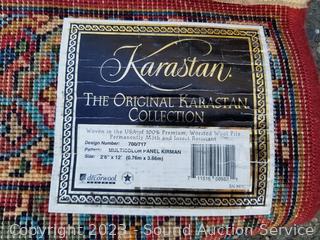 Karastan.
THE ORIGINAL KARASTAN
COLLECTION
Woven in the USA of 100% Premium, Worsted Wool Pile
Permanently Moth and Insect Resistant
Design Number: 700/717
Pattern: MULTICOLOR PANEL KIRMAN
Size: 2'6" x 12' (0.76m x 3.66m)
decorwool
Copyright 2023 - Sound Auction Service